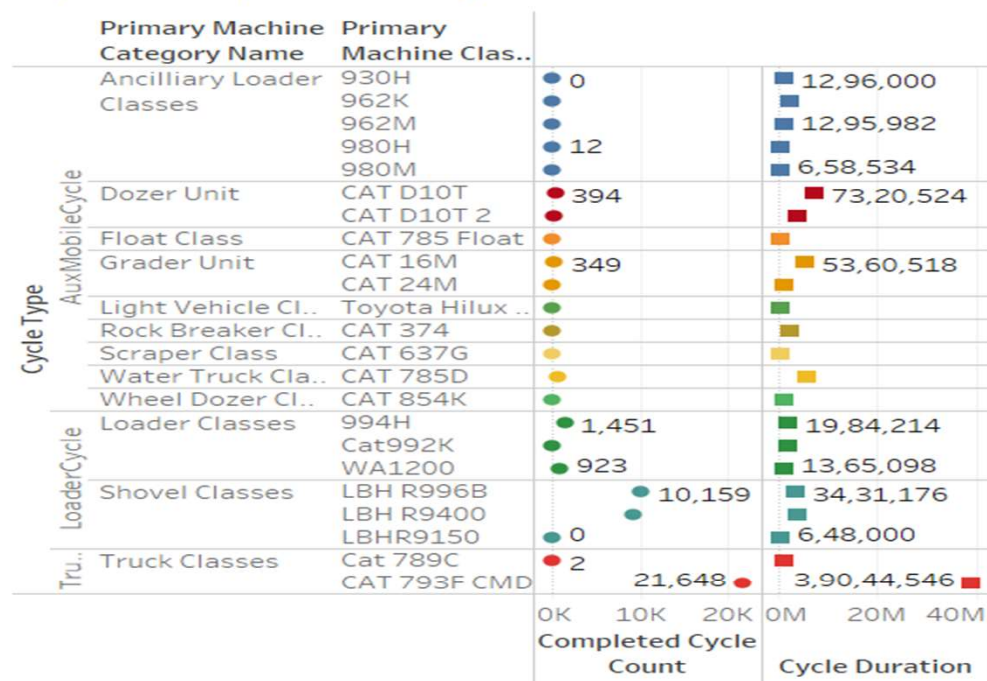 Primary Machine Category Name Primary Machine Clas..
Ancilliary Loader Classes 930H 0 12,96,000
962K
962M 12,95,982
980H 12
980M 6,58,534
Dozer Unit CAT D10T 394 73,20,524
CAT D10T 2
Float Class CAT 785 Float
Grader Unit CAT 16M 349 53,60,518
CAT 24M
Light Vehicle Cl.. Toyota Hilux ..
Rock Breaker Cl.. CAT 374
Scraper Class CAT 637G
Water Truck Cla.. CAT 785D
Wheel Dozer Cl.. CAT 854K
Loader Classes 994H 1,451 19,84,214
Cat992K
WA1200 923 13,65,098
Shovel Classes LBH R996B 10,159 34,31,176
LBH R9400
LBHR9150 0 6,48,000
Truck Classes Cat 789C 2
CAT 793F CMD 21,648 3,90,44,546
Cycle Type
AuxMobileCycle
LoaderCycle
Tru..
0K 10K 20K 0M 20M 40M
Completed Cycle Count
Cycle Duration